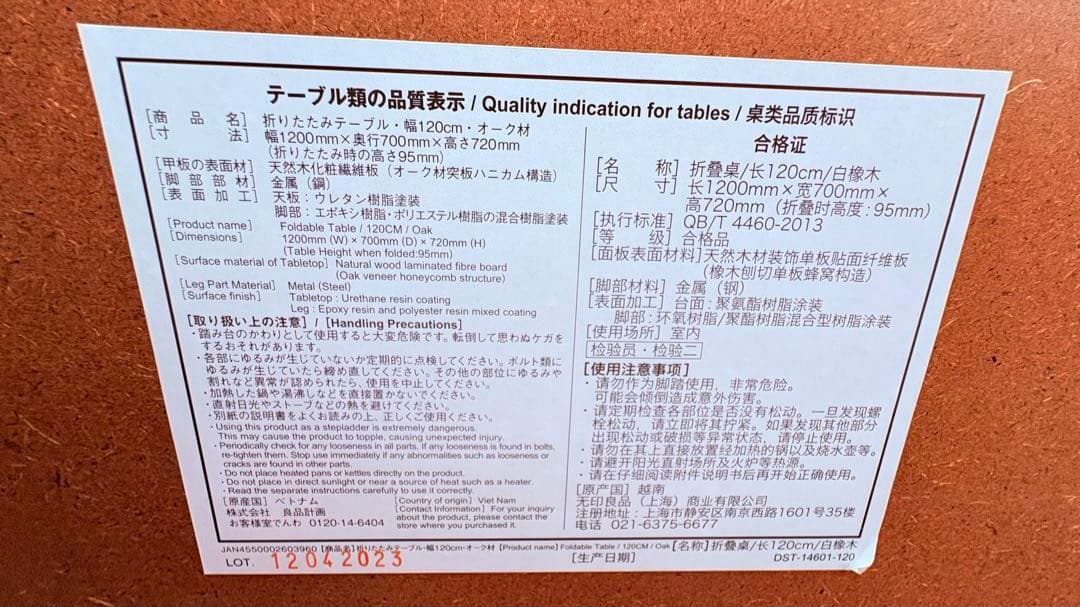 テーブル類の品質表示 / Quality indication for tables / 桌类品质标识
[商品名] 折りたたみテーブル・幅120cm・オーク材
[寸法] 幅1200mm×奥行700mm×高さ720mm
(折りたたみ時の高さ95mm)
[甲板の表面材] 天然木化粧繊維板 (オーク材突板ハニカム構造)
[脚部部材] 金属 (鋼)
[表面加工] 天板:ウレタン樹脂塗装
脚部:エポキシ樹脂・ポリエステル樹脂の混合樹脂塗装
[Product name] Foldable Table / 120CM / Oak
[Dimensions] 1200mm (W) × 700mm (D) × 720mm (H)
(Table Height when folded:95mm)
[Surface material of Tabletop] Natural wood laminated fibre board
(Oak veneer honeycomb structure)
[Leg Part Material] Metal (Steel)
[Surface finish] Tabletop : Urethane resin coating
Leg : Epoxy resin and polyester resin mixed coating
[取り扱い上の注意] / [Handling Precautions]
・踏み台のかわりとして使用すると大変危険です。転倒して思わぬケガを
するおそれがあります。
・各部にゆるみが生じていないか定期的に点検してください。ボルト類に
ゆるみが生じていたら締め直してください。その他の部位にゆるみや
割れなど異常が認められたら、使用を中止してください。
・加熱した鍋や湯沸しなどを直接置かないでください。
・直射日光やストーブなどの熱を避けてください。
・別紙の説明書をよくお読みの上、正しくご使用ください。
・Using this product as a stepladder is extremely dangerous.
This may cause the product to topple, causing unexpected injury.
・Periodically check for any looseness in all parts. If any looseness is found in bolts,
re-tighten them. Stop use immediately if any abnormalities such as looseness or
cracks are found in other parts.
・Do not place heated pans or kettles directly on the product.
・Do not place in direct sunlight or near a source of heat such as a heater.
・Read the separate instructions carefully to use it correctly.
[原産国] ベトナム
株式会社 良品計画
お客様室でんわ 0120-14-6404
[Country of origin] Viet Nam
[Contact Information] For your inquiry
about the product, please contact the
store where you purchased it.
合格证
[名称] 折叠桌/长120cm/白橡木
[尺寸] 长1200mm×宽700mm×
高720mm (折叠时高度:95mm)
[执行标准] QB/T 4460-2013
[等级] 合格品
[面板表面材料] 天然木材装饰单板贴面纤维板
(橡木刨切单板蜂窝构造)
[脚部材料] 金属 (钢)
[表面加工] 台面:聚氨酯树脂涂装
脚部:环氧树脂/聚酯树脂混合型树脂涂装
[使用场所] 室内
检验员・检验二
[使用注意事项]
・请勿作为脚踏使用,非常危险。
可能会倾倒造成意外伤害。
・请定期检查各部位是否没有松动。一旦发现螺
栓松动,请立即将其拧紧。如果发现其他部分
出现松动或破损等异常状态,请停止使用。
・请勿在其上直接放置经加热的锅以及烧水壶等。
・请避开阳光直射场所及火炉等热源。
・请在仔细阅读附件说明书后再开始正确使用。
[原产国] 越南
无印良品(上海)商业有限公司
注册地址:上海市静安区南京西路1601号35楼
电话 021-6375-6677
JAN4550002603960 [商品名]折りたたみテーブル・幅120cm・オーク材 [Product name] Foldable Table / 120CM / Oak [名称] 折叠桌/长120cm/白橡木
LOT. 12042023 [生产日期] DST-14601-120